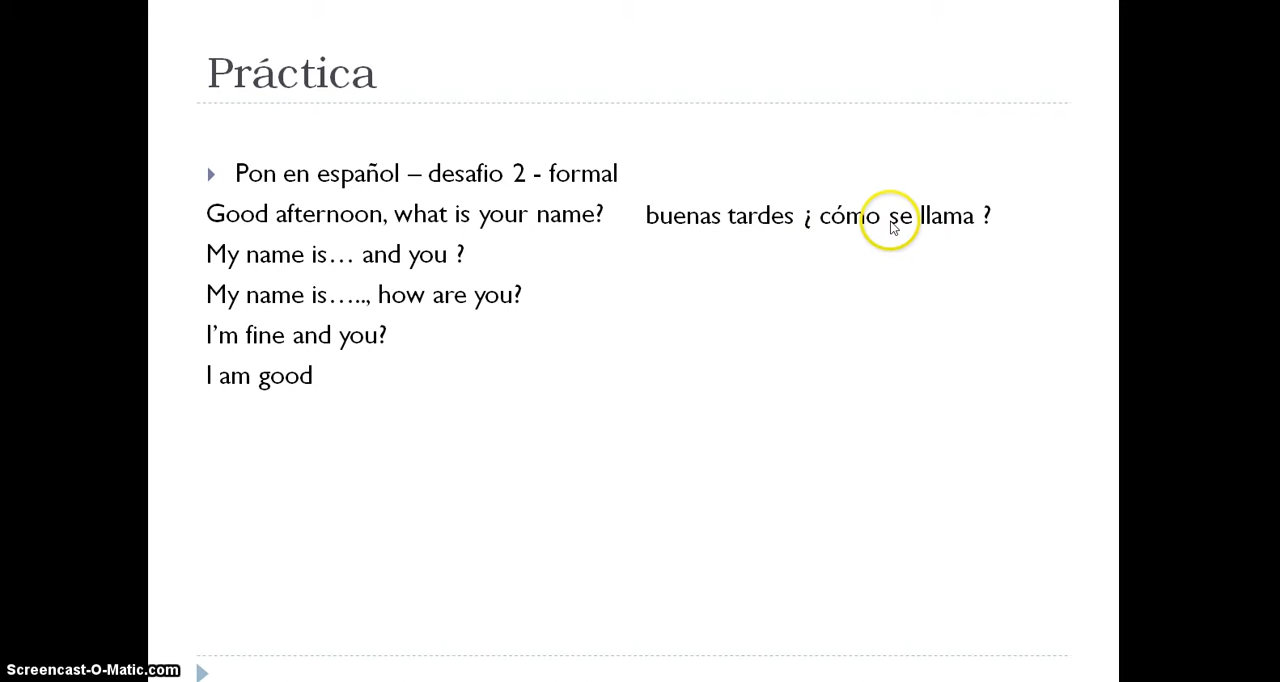 Práctica
Pon en español – desafio 2 - formal
Good afternoon, what is your name? buenas tardes ¿ cómo se llama ?
My name is… and you ?
My name is….., how are you?
I'm fine and you?
I am good
Screencast-O-Matic.com